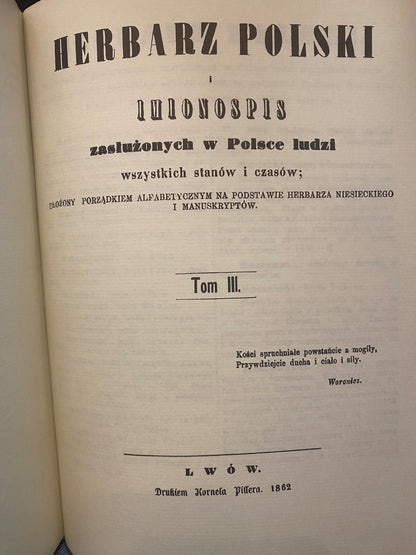 HERBARZ POLSKI
i
IMIONOSPIS
zasłużonych w Polsce ludzi
wszystkich stanów i czasów;
UŁOŻONY PORZĄDKIEM ALFABETYCZNYM NA PODSTAWIE HERBARZA NIESIECKIEGO
I MANUSKRYPTÓW.
Tom III.
Kości spruchniałe powstańcie z mogiły,
Przywdziejcie ducha i ciało i siły.
Woronicz.
LWÓW.
Drukiem Kornela Pillera. 1862